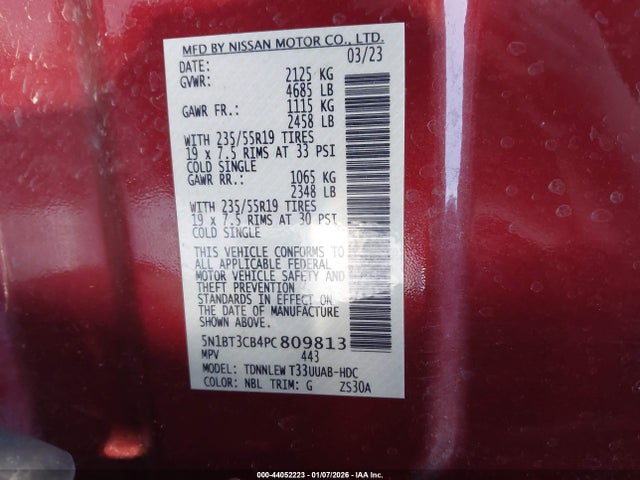 MFD BY NISSAN MOTOR CO., LTD.
DATE: 03/23
GVWR: 2125 KG
4685 LB
GAWR FR.: 1115 KG
2458 LB
WITH 235/55R19 TIRES
19 x 7.5 RIMS AT 33 PSI
COLD SINGLE
GAWR RR.: 1065 KG
2348 LB
WITH 235/55R19 TIRES
19 x 7.5 RIMS AT 30 PSI
COLD SINGLE
THIS VEHICLE CONFORMS TO
ALL APPLICABLE FEDERAL
MOTOR VEHICLE SAFETY AND
THEFT PREVENTION
STANDARDS IN EFFECT ON
THE DATE OF MANUFACTURE
SHOWN ABOVE.
5N1BT3CB4PC809813
MPV 443
MODEL: TDNNLEW T33UUAB-HDC
COLOR: NBL TRIM: G ZS30A
000-44052223 - 01/07/2026 - IAA Inc.